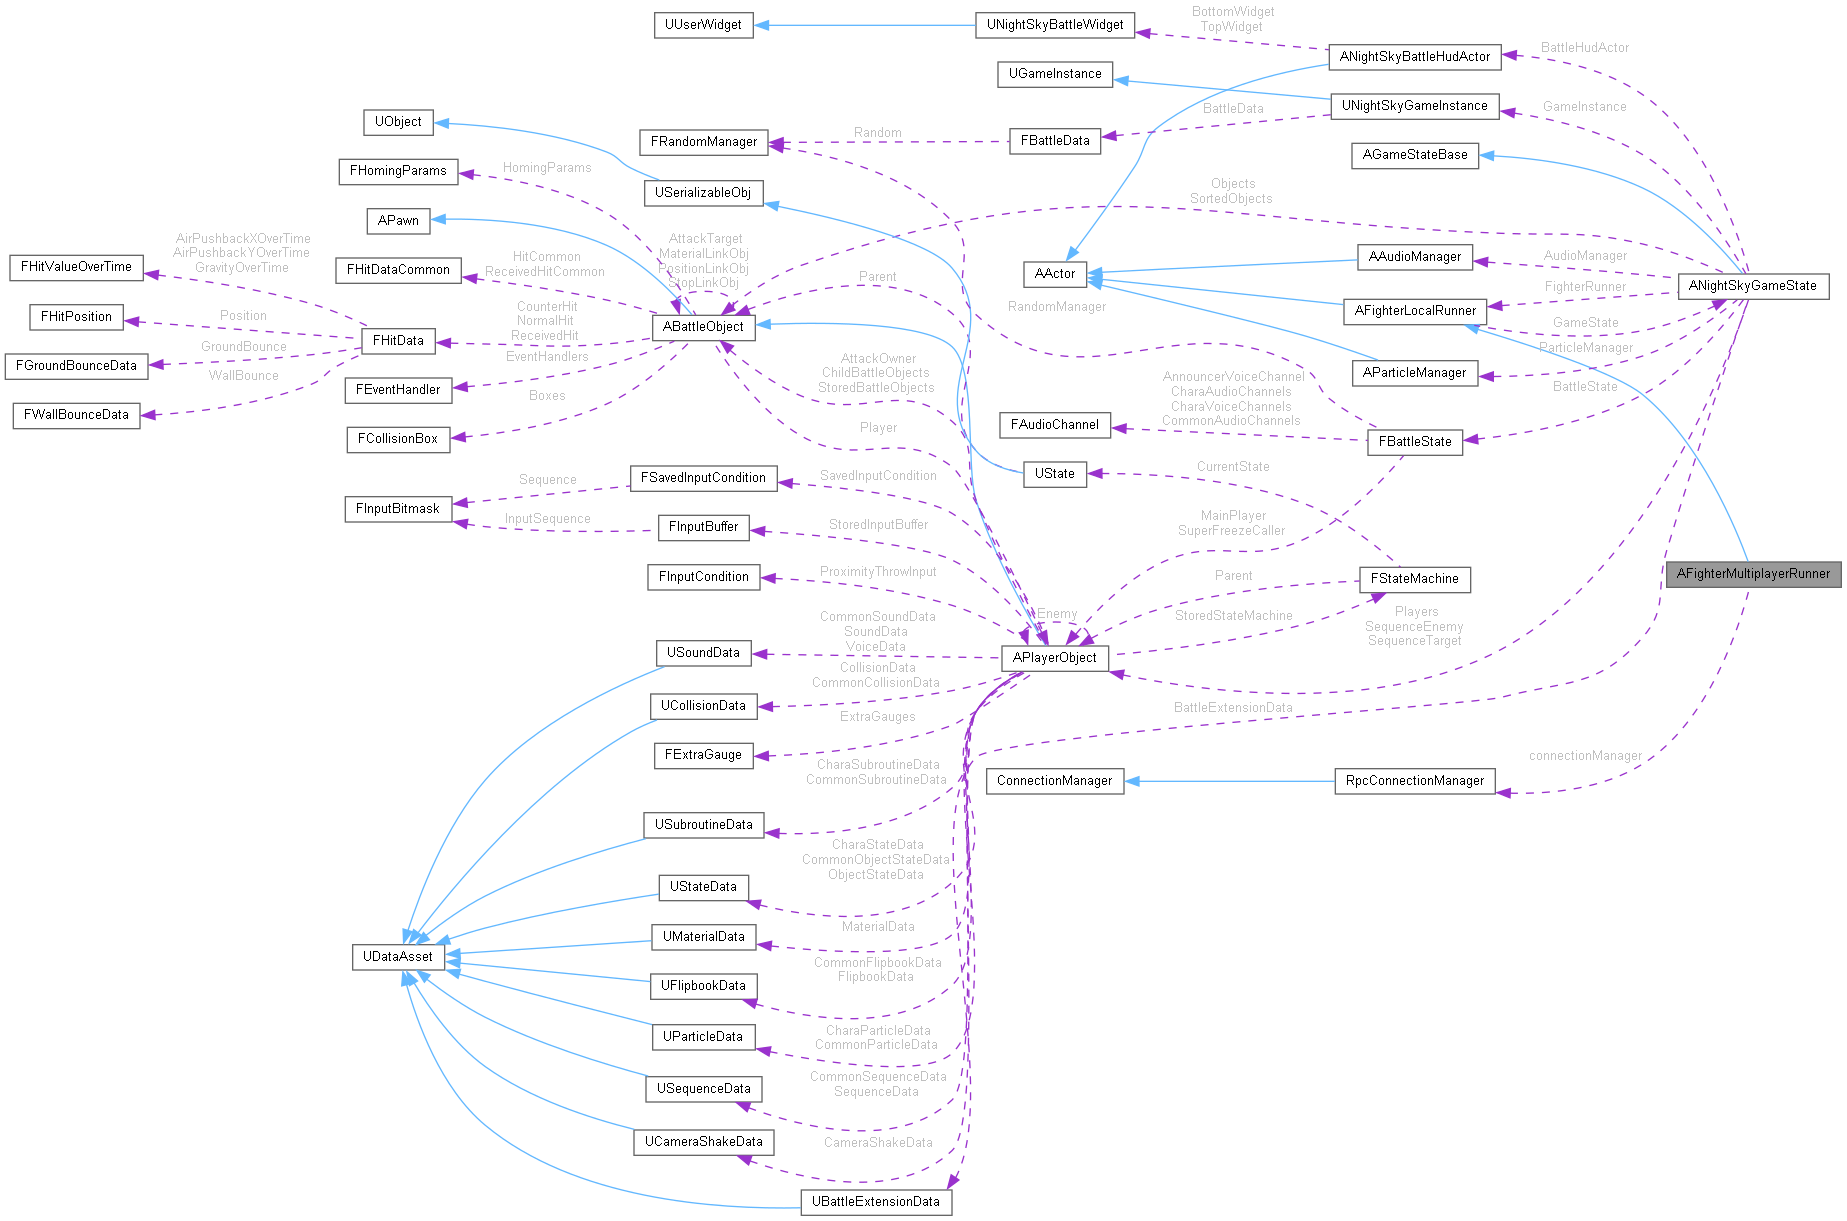 UUserWidget
UNightSkyBattleWidget
BottomWidget
TopWidget
ANightSkyBattleHudActor
BattleHudActor
UGameInstance
UNightSkyGameInstance
GameInstance
BattleData
UObject
FRandomManager
Random
FBattleData
AGameStateBase
FHomingParams
HomingParams
USerializableObj
Objects
SortedObjects
APawn
AirPushbackXOverTime
AirPushbackYOverTime
GravityOverTime
FHitValueOverTime
FHitDataCommon
HitCommon
ReceivedHitCommon
AttackTarget
MaterialLinkObj
PositionLinkObj
StopLinkObj
Parent
AActor
AAudioManager
AudioManager
ANightSkyGameState
FighterRunner
RandomManager
AFighterLocalRunner
GameState
FHitPosition
Position
CounterHit
NormalHit
ReceivedHit
ABattleObject
FHitData
GroundBounce
FGroundBounceData
WallBounce
EventHandlers
FEventHandler
AttackOwner
ChildBattleObjects
StoredBattleObjects
ParticleManager
AParticleManager
BattleState
FWallBounceData
Boxes
FCollisionBox
Player
AnnouncerVoiceChannel
CharaAudioChannels
CharaVoiceChannels
CommonAudioChannels
FAudioChannel
FBattleState
UState
CurrentState
FSavedInputCondition
SavedInputCondition
Sequence
FInputBitmask
InputSequence
FInputBuffer
StoredInputBuffer
MainPlayer
SuperFreezeCaller
FInputCondition
ProximityThrowInput
Parent
FStateMachine
AFighterMultiplayerRunner
Enemy
StoredStateMachine
Players
SequenceEnemy
SequenceTarget
CommonSoundData
SoundData
VoiceData
USoundData
APlayerObject
CollisionData
CommonCollisionData
UCollisionData
ExtraGauges
BattleExtensionData
FExtraGauge
connectionManager
CharaSubroutineData
CommonSubroutineData
ConnectionManager
RpcConnectionManager
USubroutineData
CharaStateData
CommonObjectStateData
ObjectStateData
UStateData
MaterialData
UMaterialData
UDataAsset
CommonFlipbookData
FlipbookData
UFlipbookData
CharaParticleData
CommonParticleData
UParticleData
CommonSequenceData
SequenceData
USequenceData
UCameraShakeData
CameraShakeData
UBattleExtensionData